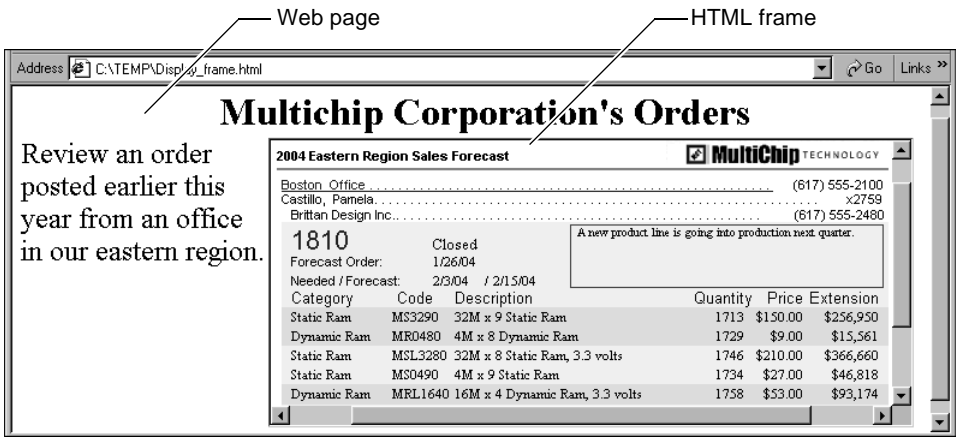 Web page
HTML frame
Address C:\TEMP\Display_frame.html Go Links »
Multichip Corporation's Orders
Review an order
posted earlier this
year from an office
in our eastern region.
2004 Eastern Region Sales Forecast MultiChip TECHNOLOGY
Boston Office (617) 555-2100
Castillo, Pamela x2759
Brittan Design Inc. (617) 555-2480
1810 Closed
A new product line is going into production next quarter.
Forecast Order: 1/26/04
Needed / Forecast: 2/3/04 / 2/15/04
Category Code Description Quantity Price Extension
Static Ram MS3290 32M x 9 Static Ram 1713 $150.00 $256,950
Dynamic Ram MR0480 4M x 8 Dynamic Ram 1729 $9.00 $15,561
Static Ram MSL3280 32M x 8 Static Ram, 3.3 volts 1746 $210.00 $366,660
Static Ram MS0490 4M x 9 Static Ram 1734 $27.00 $46,818
Dynamic Ram MRL1640 16M x 4 Dynamic Ram, 3.3 volts 1758 $53.00 $93,174